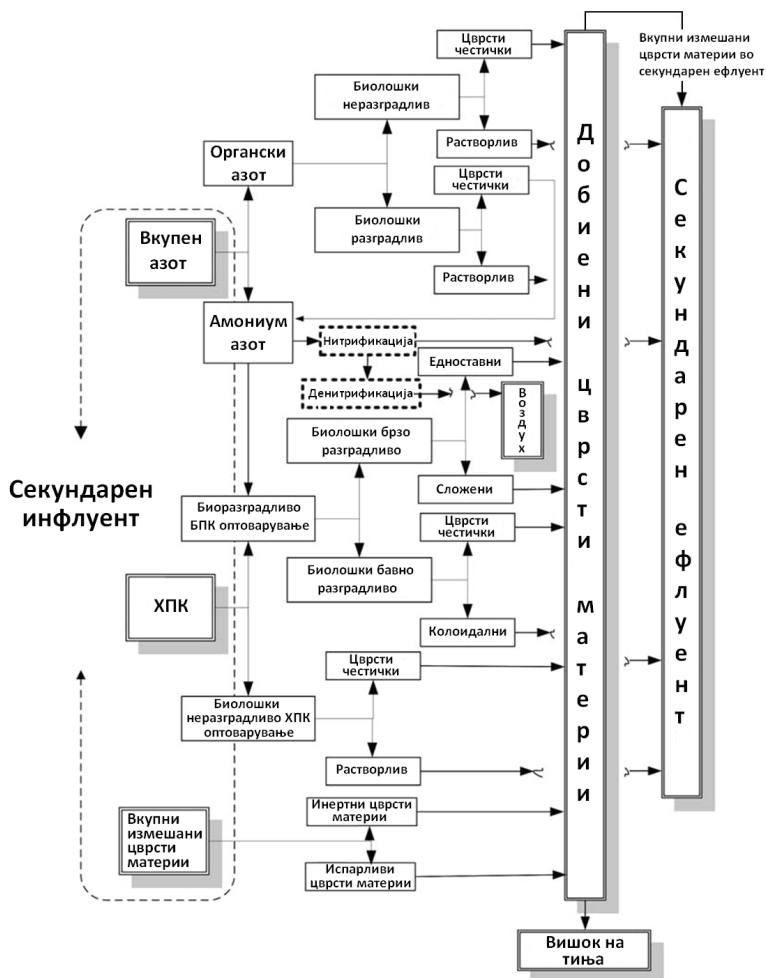 Цврсти
честички
Вкупни измешани
цврсти материи во
секундарен ефлуент
Биолошки
неразградлив
Растворлив
Органски
азот
Цврсти
честички
Биолошки
разградлив
Растворлив
Вкупен
азот
Амониум
азот
Нитрификација
Едноставни
Денитрификација
Воздух
Биолошки брзо
разградливо
Сложени
Секундарен
инфлуент
Биоразградливо
БПК оптоварување
Цврсти
честички
Биолошки бавно
разградливо
ХПК
Колоидални
Цврсти
честички
Биолошки
неразградливо ХПК
оптоварување
Растворлив
Инертни цврсти
материи
Вкупни
измешани
цврсти
материи
Испарливи
цврсти материи
Добиени цврсти материи
Секундарен ефлуент
Вишок на
тиња